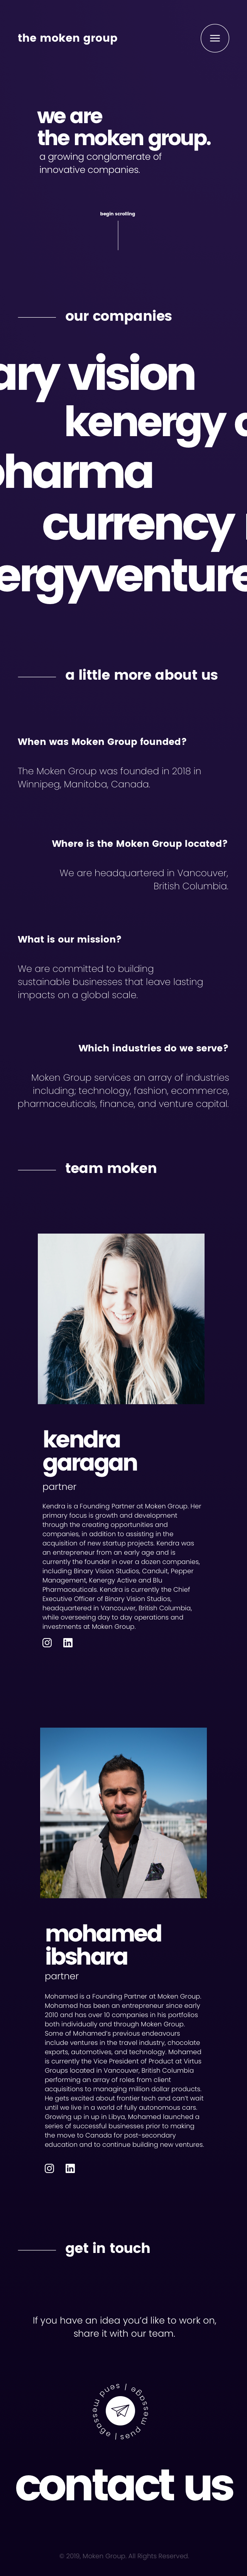 the moken group
we are
the moken group.
a growing conglomerate of
innovative companies.
begin scrolling
our companies
ary vision
kenergy
pharma
currency
ergyventure
a little more about us
When was Moken Group founded?
The Moken Group was founded in 2018 in
Winnipeg, Manitoba, Canada.
Where is the Moken Group located?
We are headquartered in Vancouver,
British Columbia.
What is our mission?
We are committed to building
sustainable businesses that leave lasting
impacts on a global scale.
Which industries do we serve?
Moken Group services an array of industries
including; technology, fashion, ecommerce,
pharmaceuticals, finance, and venture capital.
team moken
kendra
garagan
partner
Kendra is a Founding Partner at Moken Group. Her
primary focus is growth and development
through the creating opportunities and
companies, in addition to assisting in the
acquisition of new startup projects. Kendra was
an entrepreneur from an early age and is
currently the founder in over a dozen companies,
including Binary Vision Studios, Canduit, Pepper
Management, Kenergy Active and Blu
Pharmaceuticals. Kendra is currently the Chief
Executive Officer of Binary Vision Studios,
headquartered in Vancouver, British Columbia,
while overseeing day to day operations and
investments at Moken Group.
mohamed
ibshara
partner
Mohamed is a Founding Partner at Moken Group.
Mohamed has been an entrepreneur since early
2010 and has over 10 companies in his portfolios
both individually and through Moken Group.
Some of Mohamed's previous endeavours
include ventures in the travel industry, chocolate
exports, automotives, and technology. Mohamed
is currently the Vice President of Product at Virtus
Groups located in Vancouver, British Columbia
performing an array of roles from client
acquisitions to managing million dollar products.
He gets excited about frontier tech and can't wait
until we live in a world of fully autonomous cars.
Growing up in up in Libya, Mohamed launched a
series of successful businesses prior to making
the move to Canada for post-secondary
education and to continue building new ventures.
get in touch
If you have an idea you'd like to work on,
share it with our team.
send message | send message |
contact us
© 2019, Moken Group. All Rights Reserved.